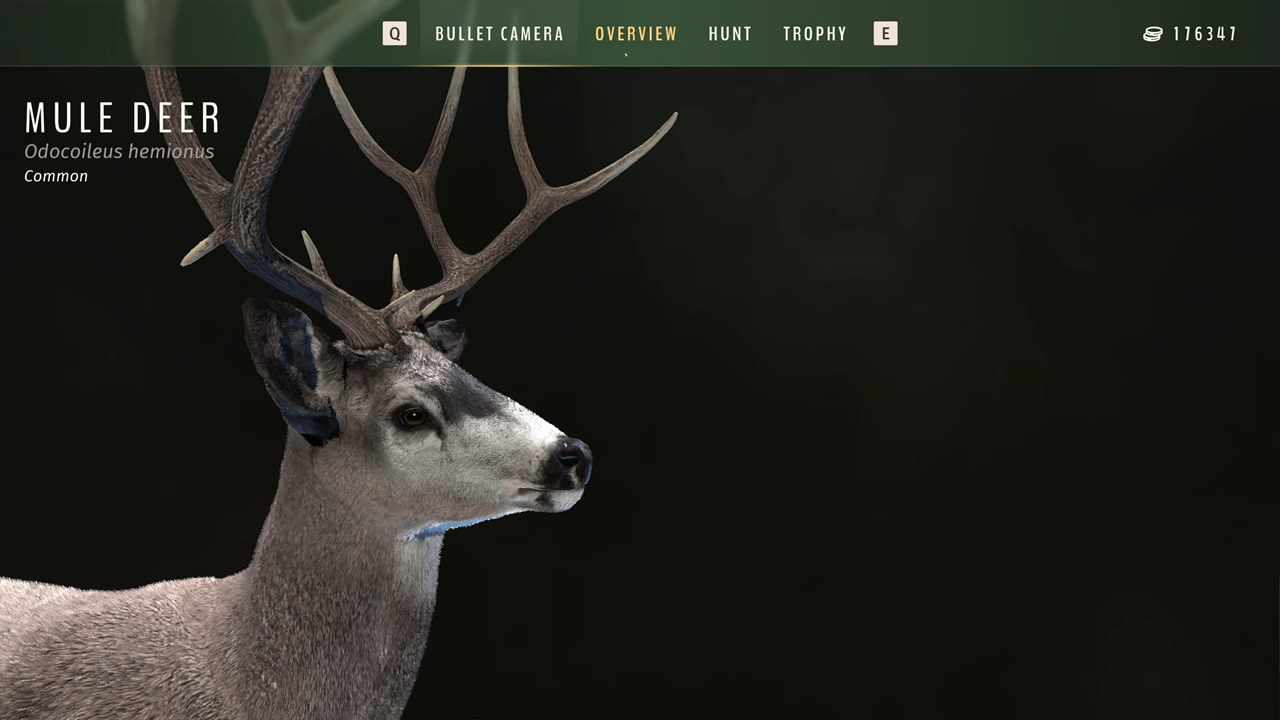 Q BULLET CAMERA OVERVIEW HUNT TROPHY E 176347
MULE DEER
Odocoileus hemionus
Common